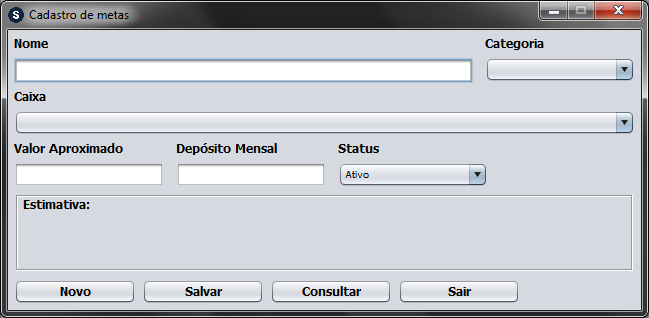 S Cadastro de metas
Nome Categoria
Caixa
Valor Aproximado Depósito Mensal Status
Ativo
Estimativa:
Novo Salvar Consultar Sair